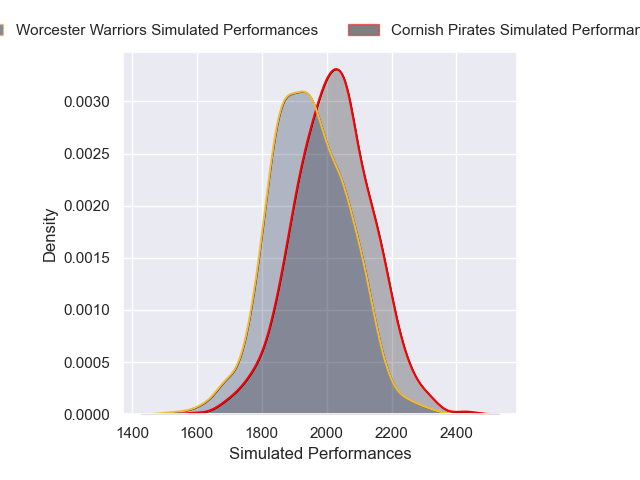 Worcester Warriors Simulated Performances
Cornish Pirates Simulated
0.0030
0.0025
0.0020
0.0015
0.0010
0.0005
0.0000
Density
1400 1600 1800 2000 2200 2400
Simulated Performances